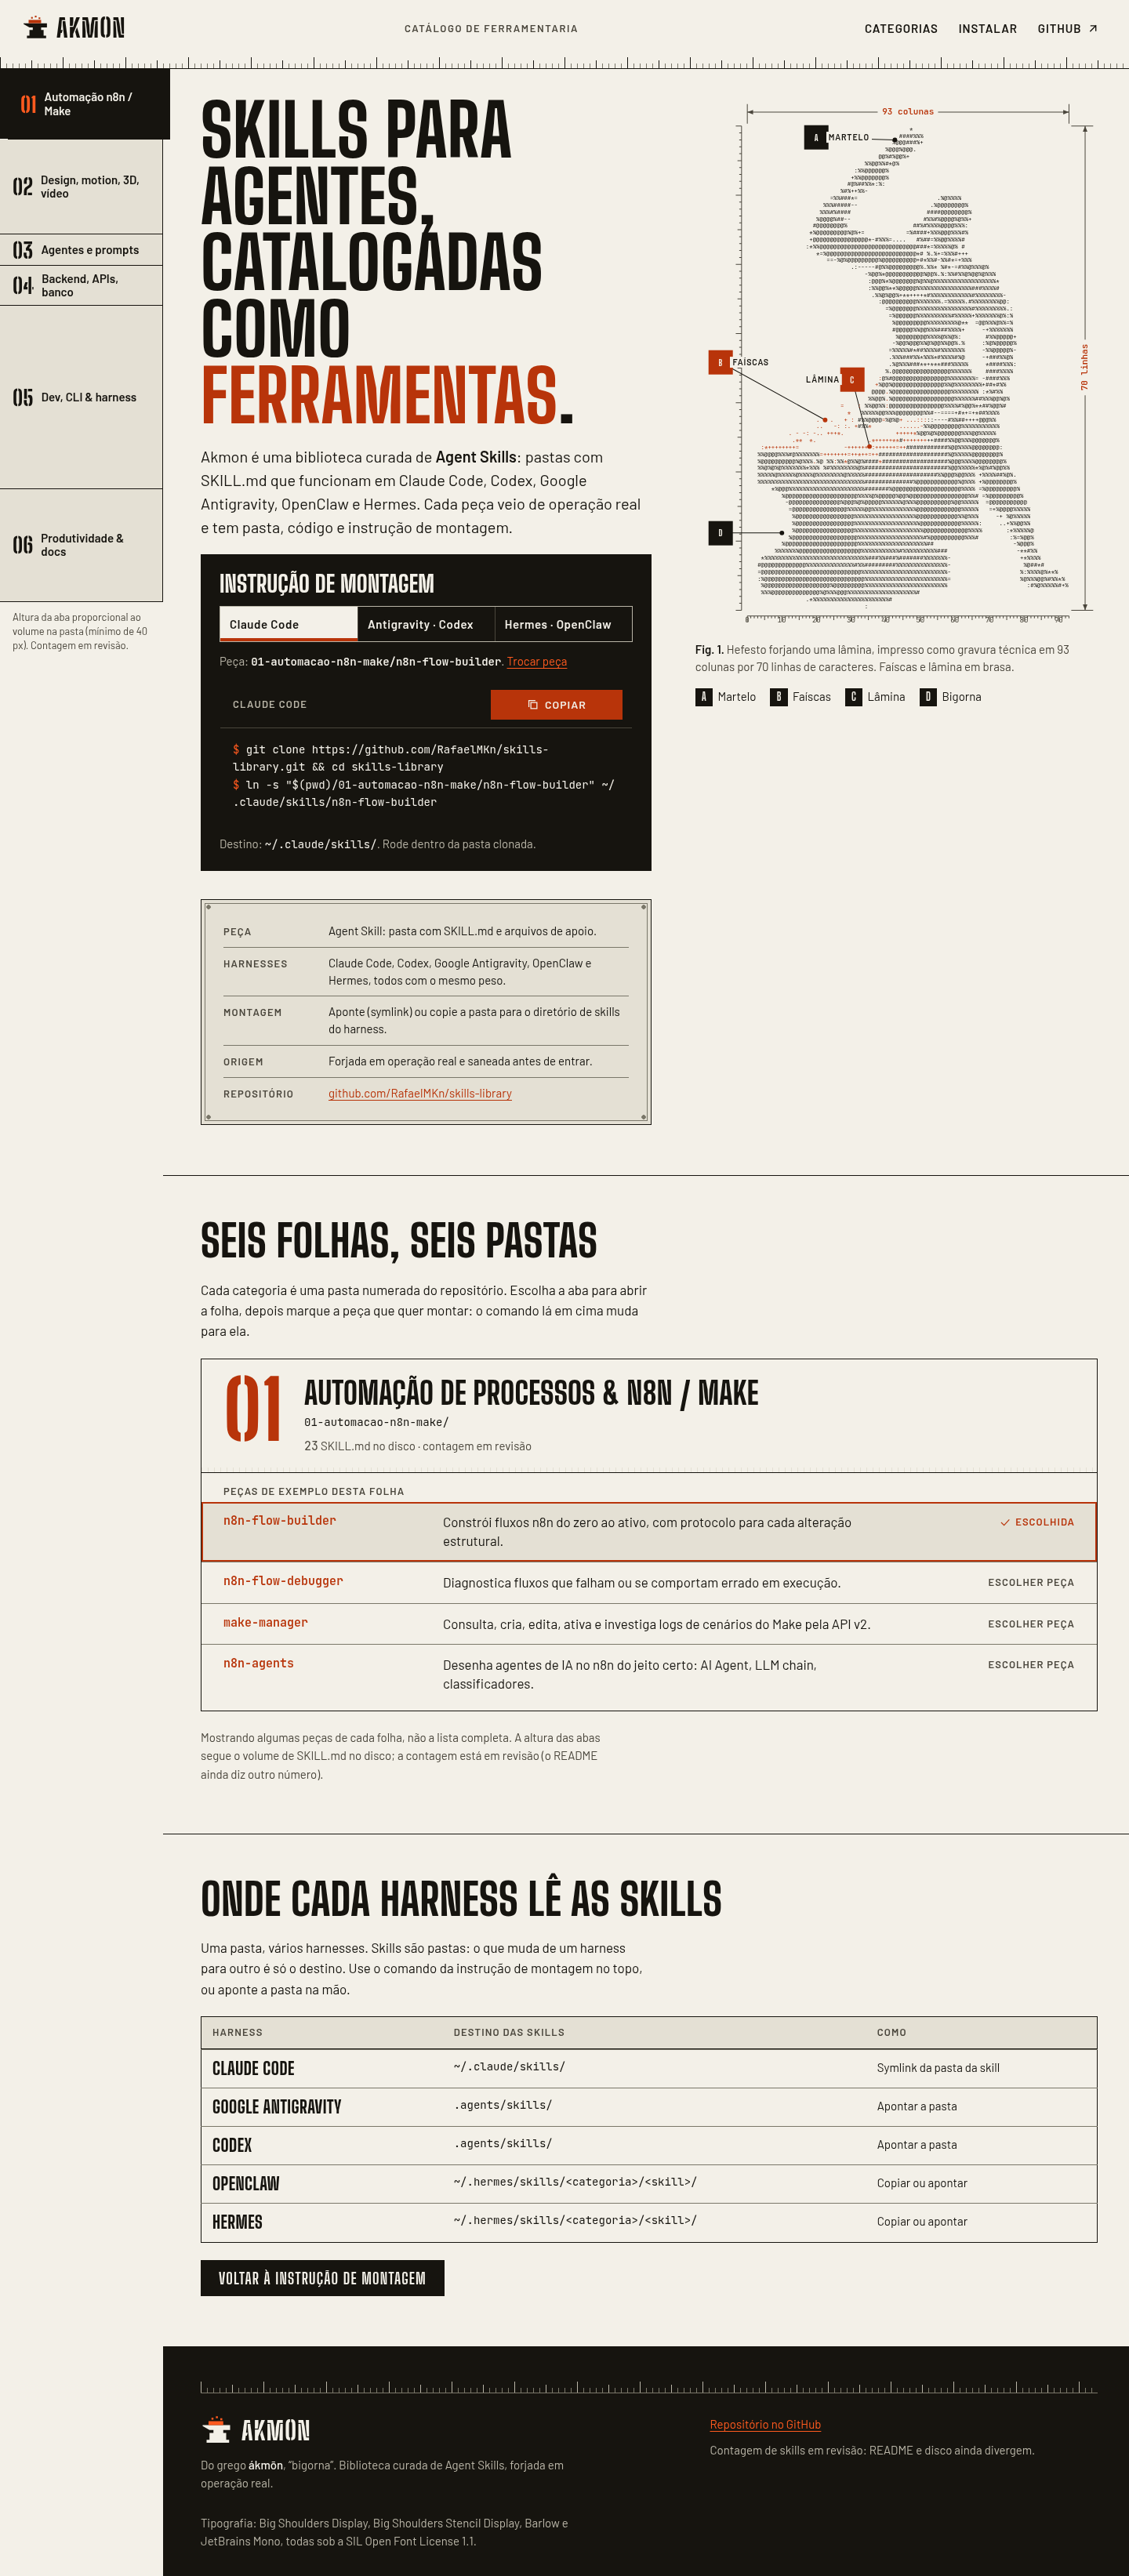 AKMŌN
CATÁLOGO DE FERRAMENTARIA
CATEGORIAS
INSTALAR
GITHUB
01
Automação n8n /
Make
02
Design, motion, 3D,
vídeo
03
Agentes e prompts
04
Backend, APIs,
banco
05
Dev, CLI & harness
06
Produtividade &
docs
Altura da aba proporcional ao
volume na pasta (mínimo de 40
px). Contagem em revisão.
SKILLS PARA
AGENTES,
CATALOGADAS
COMO
FERRAMENTAS.
Akmon é uma biblioteca curada de Agent Skills: pastas com
SKILL.md que funcionam em Claude Code, Codex, Google
Antigravity, OpenClaw e Hermes. Cada peça veio de operação real
e tem pasta, código e instrução de montagem.
INSTRUÇÃO DE MONTAGEM
Claude Code
Antigravity · Codex
Hermes · OpenClaw
Peça: 01-automacao-n8n-make/n8n-flow-builder. Trocar peça
CLAUDE CODE
COPIAR
$ git clone https://github.com/RafaelMKn/skills-
library.git && cd skills-library
$ ln -s "$(pwd)/01-automacao-n8n-make/n8n-flow-builder" ~/
.claude/skills/n8n-flow-builder
Destino: ~/.claude/skills/. Rode dentro da pasta clonada.
PEÇA
Agent Skill: pasta com SKILL.md e arquivos de apoio.
HARNESSES
Claude Code, Codex, Google Antigravity, OpenClaw e
Hermes, todos com o mesmo peso.
MONTAGEM
Aponte (symlink) ou copie a pasta para o diretório de skills
do harness.
ORIGEM
Forjada em operação real e saneada antes de entrar.
REPOSITÓRIO
github.com/RafaelMKn/skills-library
93 colunas
A MARTELO
B FAÍSCAS
LÂMINA C
D
70 linhas
0 10 20 30 40 50 60 70 80 90
Fig. 1. Hefesto forjando uma lâmina, impresso como gravura técnica em 93
colunas por 70 linhas de caracteres. Faíscas e lâmina em brasa.
A Martelo
B Faíscas
C Lâmina
D Bigorna
SEIS FOLHAS, SEIS PASTAS
Cada categoria é uma pasta numerada do repositório. Escolha a aba para abrir
a folha, depois marque a peça que quer montar: o comando lá em cima muda
para ela.
01
AUTOMAÇÃO DE PROCESSOS & N8N / MAKE
01-automacao-n8n-make/
23 SKILL.md no disco · contagem em revisão
PEÇAS DE EXEMPLO DESTA FOLHA
n8n-flow-builder
Constrói fluxos n8n do zero ao ativo, com protocolo para cada alteração
estrutural.
ESCOLHIDA
n8n-flow-debugger
Diagnostica fluxos que falham ou se comportam errado em execução.
ESCOLHER PEÇA
make-manager
Consulta, cria, edita, ativa e investiga logs de cenários do Make pela API v2.
ESCOLHER PEÇA
n8n-agents
Desenha agentes de IA no n8n do jeito certo: AI Agent, LLM chain,
classificadores.
ESCOLHER PEÇA
Mostrando algumas peças de cada folha, não a lista completa. A altura das abas
segue o volume de SKILL.md no disco; a contagem está em revisão (o README
ainda diz outro número).
ONDE CADA HARNESS LÊ AS SKILLS
Uma pasta, vários harnesses. Skills são pastas: o que muda de um harness
para outro é só o destino. Use o comando da instrução de montagem no topo,
ou aponte a pasta na mão.
HARNESS
DESTINO DAS SKILLS
COMO
CLAUDE CODE
~/.claude/skills/
Symlink da pasta da skill
GOOGLE ANTIGRAVITY
.agents/skills/
Apontar a pasta
CODEX
.agents/skills/
Apontar a pasta
OPENCLAW
~/.hermes/skills/<categoria>/<skill>/
Copiar ou apontar
HERMES
~/.hermes/skills/<categoria>/<skill>/
Copiar ou apontar
VOLTAR À INSTRUÇÃO DE MONTAGEM
AKMŌN
Do grego ákmōn, “bigorna”. Biblioteca curada de Agent Skills, forjada em
operação real.
Tipografia: Big Shoulders Display, Big Shoulders Stencil Display, Barlow e
JetBrains Mono, todas sob a SIL Open Font License 1.1.
Repositório no GitHub
Contagem de skills em revisão: README e disco ainda divergem.